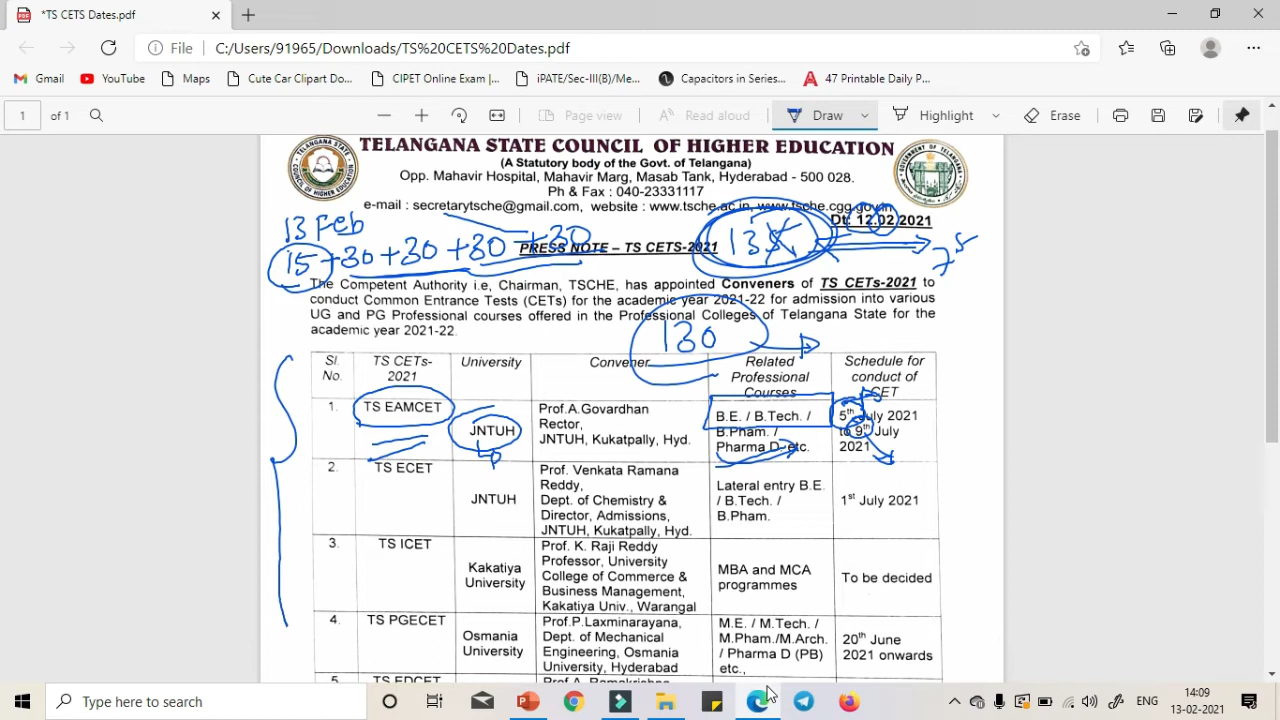 *TS CETS Dates.pdf
File
C:/Users/91965/Downloads/TS%20CETS%20Dates.pdf
Gmail
YouTube
Maps
Cute Car Clipart Do...
CIPET Online Exam |...
iPATE/Sec-III(B)/Me...
Capacitors in Series...
47 Printable Daily P...
1
of 1
Page view
Read aloud
Draw
Highlight
Erase
TELANGANA STATE COUNCIL OF HIGHER EDUCATION
(A Statutory body of the Govt. of Telangana)
Opp. Mahavir Hospital, Mahavir Marg, Masab Tank, Hyderabad - 500 028.
Ph & Fax : 040-23331117
e-mail : secretarytsche@gmail.com, website : www.tsche.ac.in, www.tsche.cgg.gov.in
Dt: 12.02.2021
13 Feb
15+30+30+30+30
135
75
PRESS NOTE – TS CETS-2021
The Competent Authority i.e, Chairman, TSCHE, has appointed Conveners of TS CETs-2021 to
conduct Common Entrance Tests (CETs) for the academic year 2021-22 for admission into various
UG and PG Professional courses offered in the Professional Colleges of Telangana State for the
academic year 2021-22.
130
Sl.
No.
TS CETs-
2021
University
Convener
Related
Professional
Courses
Schedule for
conduct of
CET
1.
TS EAMCET
JNTUH
Prof.A.Govardhan
Rector,
JNTUH, Kukatpally, Hyd.
B.E. / B.Tech. /
B.Pham. /
Pharma D- etc.
5th July 2021
to 9th July
2021
2.
TS ECET
JNTUH
Prof. Venkata Ramana
Reddy,
Dept. of Chemistry &
Director, Admissions,
JNTUH, Kukatpally, Hyd.
Lateral entry B.E.
/ B.Tech. /
B.Pham.
1st July 2021
3.
TS ICET
Kakatiya
University
Prof. K. Raji Reddy
Professor, University
College of Commerce &
Business Management,
Kakatiya Univ., Warangal
MBA and MCA
programmes
To be decided
4.
TS PGECET
Osmania
University
Prof.P.Laxminarayana,
Dept. of Mechanical
Engineering, Osmania
University, Hyderabad
M.E. / M.Tech. /
M.Pham./M.Arch.
/ Pharma D (PB)
etc.,
20th June
2021 onwards
5.
TS EDCET
Prof.A. Ramakrishna
Type here to search
ENG
14:09
13-02-2021